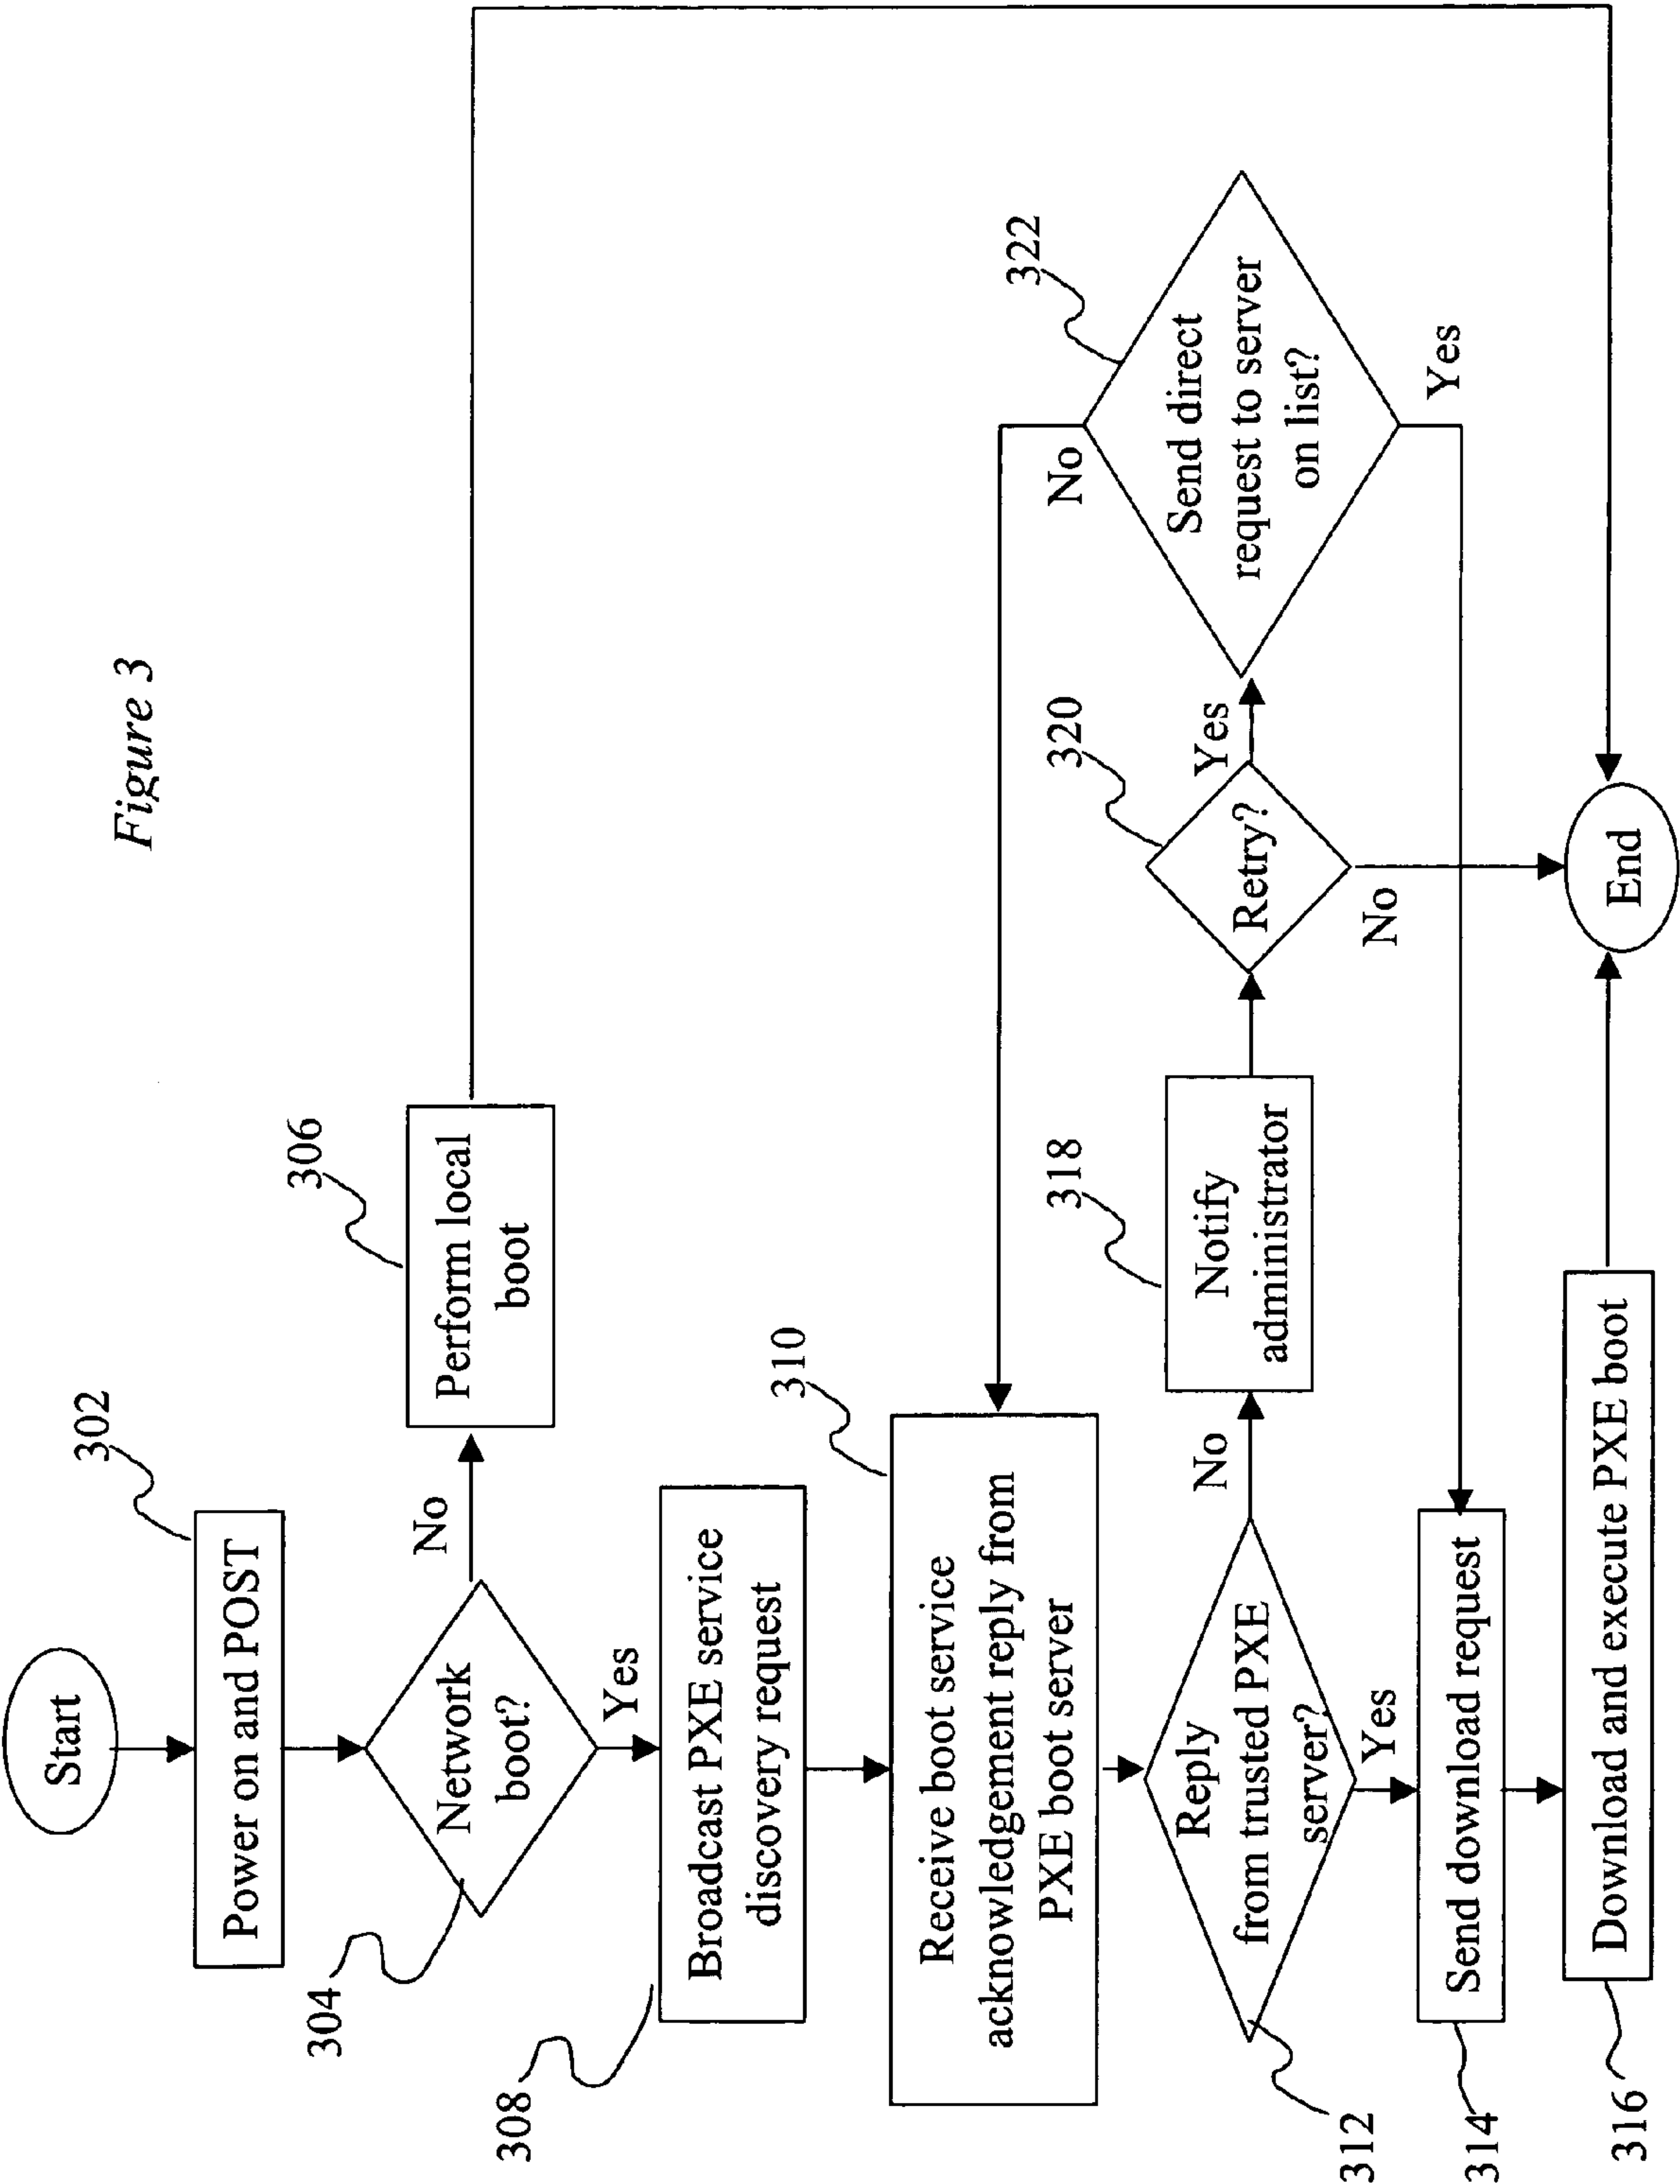 Figure 3
Start
302
Power on and POST
304
Network
boot?
No
306
Perform local
boot
Yes
308
Broadcast PXE service
discovery request
310
Receive boot service
acknowledgement reply from
PXE boot server
312
Reply
from trusted PXE
server?
No
318
Notify
administrator
320
Retry?
Yes
No
322
Send direct
request to server
on list?
No
Yes
Yes
314
Send download request
316
Download and execute PXE boot
End